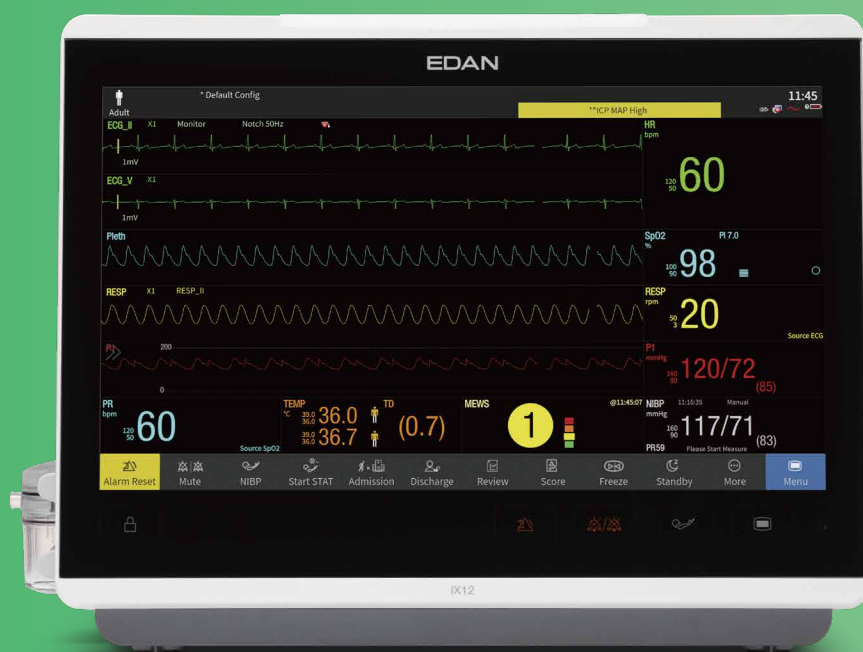 EDAN
* Default Config
11:45
Adult
**ICP MAP High
ECG_II X1 Monitor Notch 50Hz
HR
bpm
1mV
120
50
60
ECG_V X1
1mV
Pleth
SpO2 PI 7.0
%
100
90
98
RESP X1 RESP_II
RESP
rpm
50
3
20
Source ECG
P1
200
0
P1
mmHg
160
90
120/72
(85)
PR
bpm
120
50
60
Source SpO2
TEMP TD
°C
39.0
36.0
36.0
39.0
36.0
36.7
(0.7)
MEWS @11:45:07
1
NIBP 11:16:35 Manual
mmHg
160
90
117/71
(83)
PR59 Please Start Measure
Alarm Reset Mute NIBP Start STAT Admission Discharge Review Score Freeze Standby More Menu
iX12